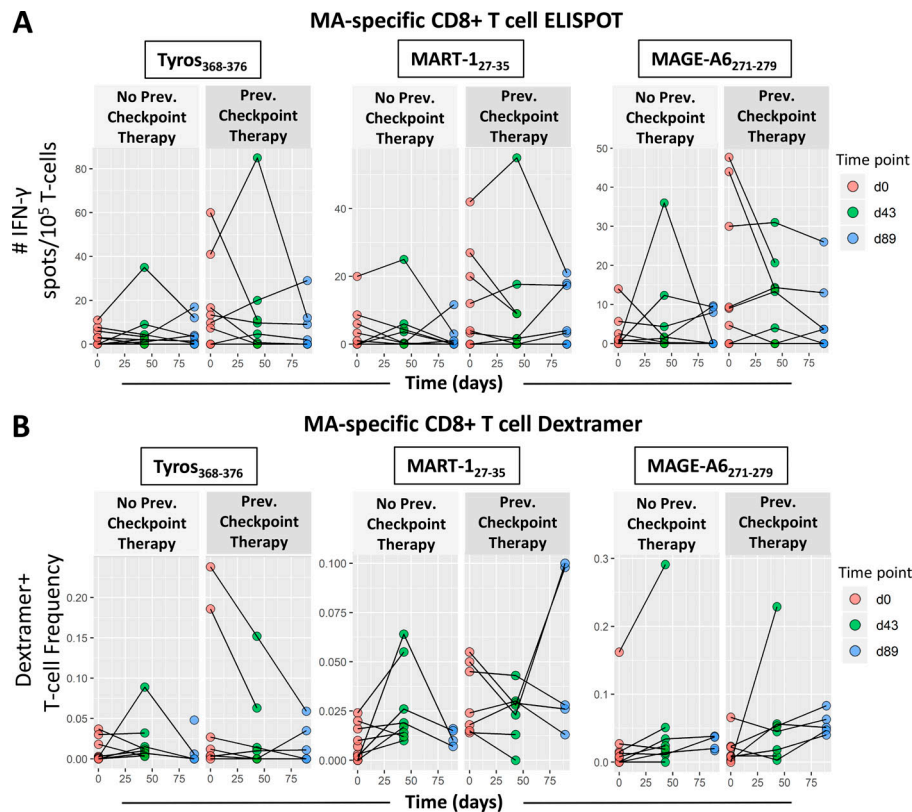 A
MA-specific CD8+ T cell ELISPOT
Tyros368-376
MART-127-35
MAGE-A6271-279
No Prev.
Checkpoint
Therapy
Prev.
Checkpoint
Therapy
No Prev.
Checkpoint
Therapy
Prev.
Checkpoint
Therapy
No Prev.
Checkpoint
Therapy
Prev.
Checkpoint
Therapy
# IFN-γ
spots/10⁵ T-cells
80
60
40
20
0
40
20
0
50
40
30
20
10
0
0 25 50 75 0 25 50 75
0 25 50 75 0 25 50 75
0 25 50 75 0 25 50 75
Time point
d0
d43
d89
Time (days)
B
MA-specific CD8+ T cell Dextramer
Tyros368-376
MART-127-35
MAGE-A6271-279
No Prev.
Checkpoint
Therapy
Prev.
Checkpoint
Therapy
No Prev.
Checkpoint
Therapy
Prev.
Checkpoint
Therapy
No Prev.
Checkpoint
Therapy
Prev.
Checkpoint
Therapy
Dextramer+
T-cell Frequency
0.20
0.15
0.10
0.05
0.00
0.100
0.075
0.050
0.025
0.000
0.3
0.2
0.1
0.0
0 25 50 75 0 25 50 75
0 25 50 75 0 25 50 75
0 25 50 75 0 25 50 75
Time point
d0
d43
d89
Time (days)